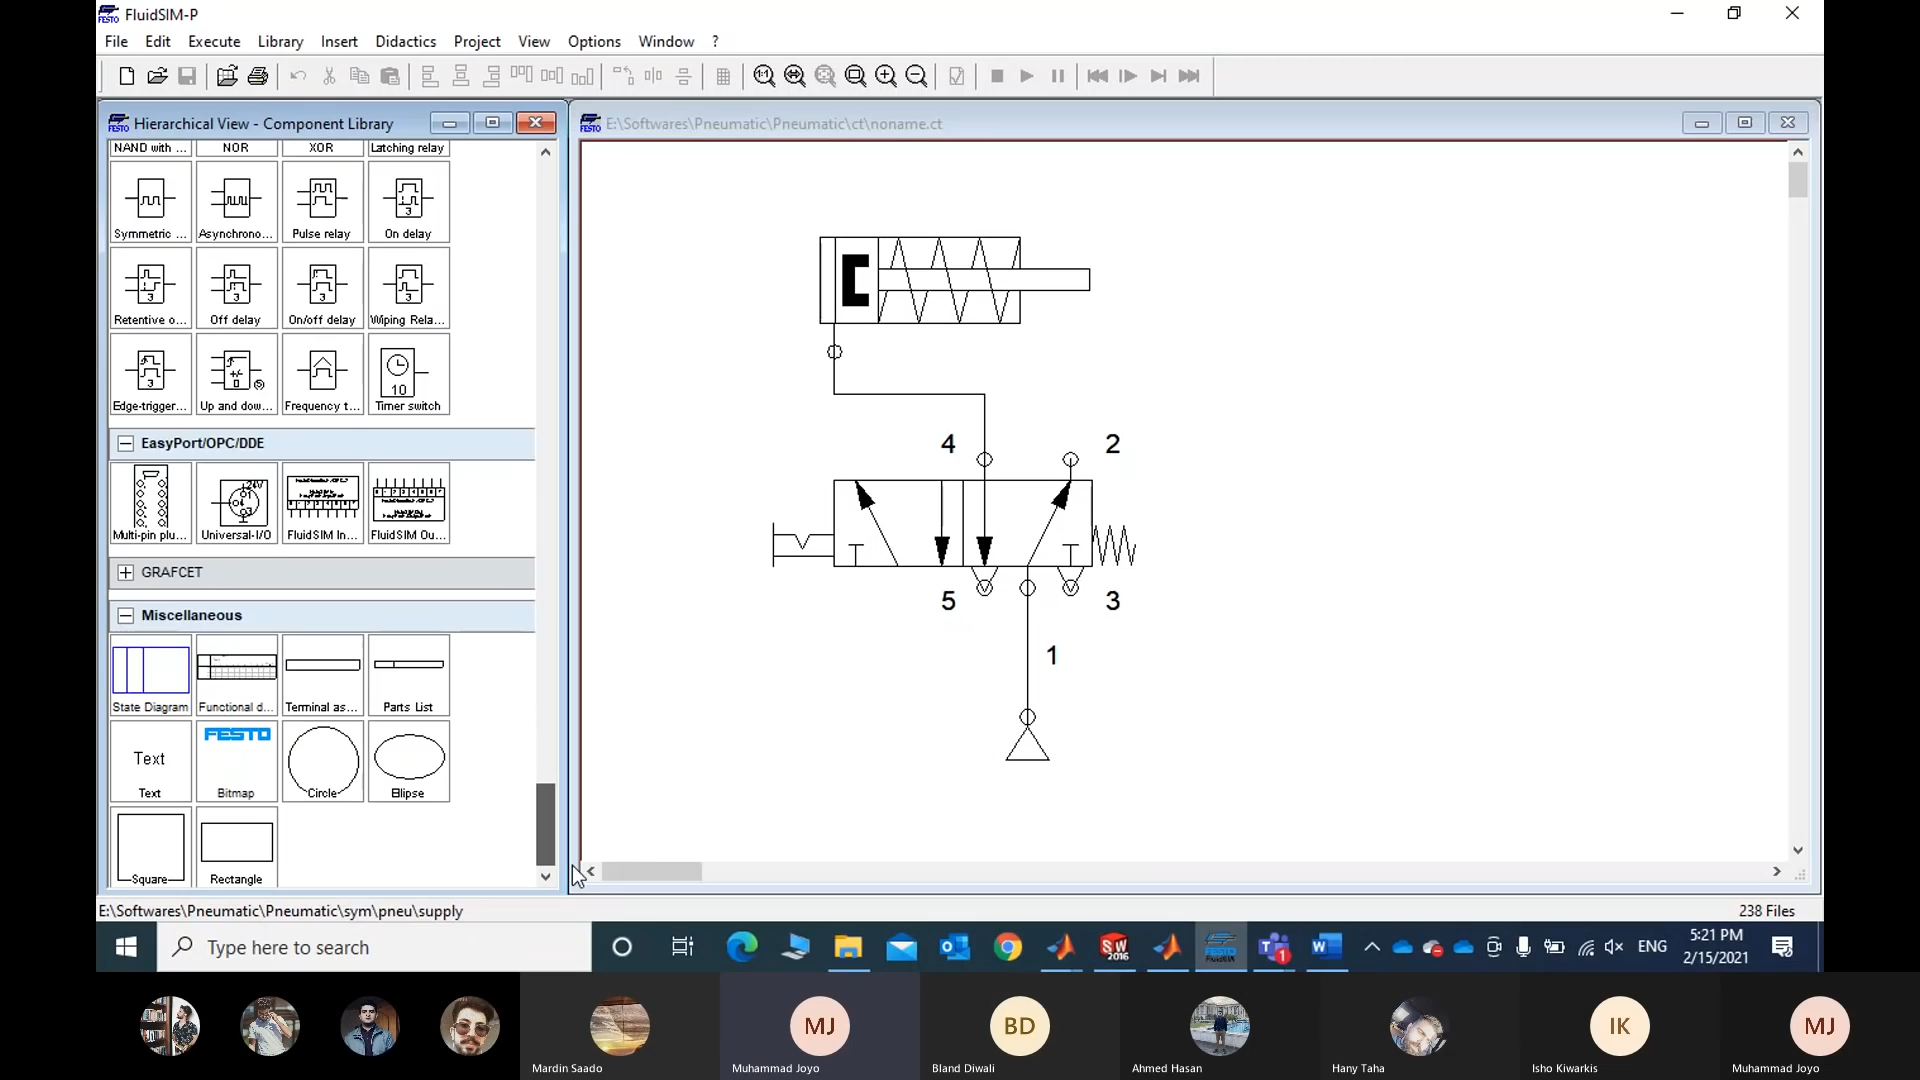 FluidSIM-P
File Edit Execute Library Insert Didactics Project View Options Window ?
Hierarchical View - Component Library
E:\Softwares\Pneumatic\Pneumatic\ct\noname.ct
NAND with ... NOR XOR Latching relay
3
Symmetric ... Asynchrono... Pulse relay On delay
3 3 3 3
Retentive o... Off delay On/off delay Wiping Rela...
3 10
Edge-trigger... Up and dow... Frequency t... Timer switch
EasyPort/OPC/DDE
Multi-pin plu... Universal-I/O FluidSIM In... FluidSIM Ou...
GRAFCET
Miscellaneous
State Diagram Functional d... Terminal as... Parts List
Text FESTO
Text Bitmap Circle Ellipse
Square Rectangle
4 2
5 3
1
E:\Softwares\Pneumatic\Pneumatic\sym\pneu\supply 238 Files
Type here to search
ENG
5:21 PM
2/15/2021
MJ BD IK MJ
Mardin Saado Muhammad Joyo Bland Diwali Ahmed Hasan Hany Taha Isho Kiwarkis Muhammad Joyo